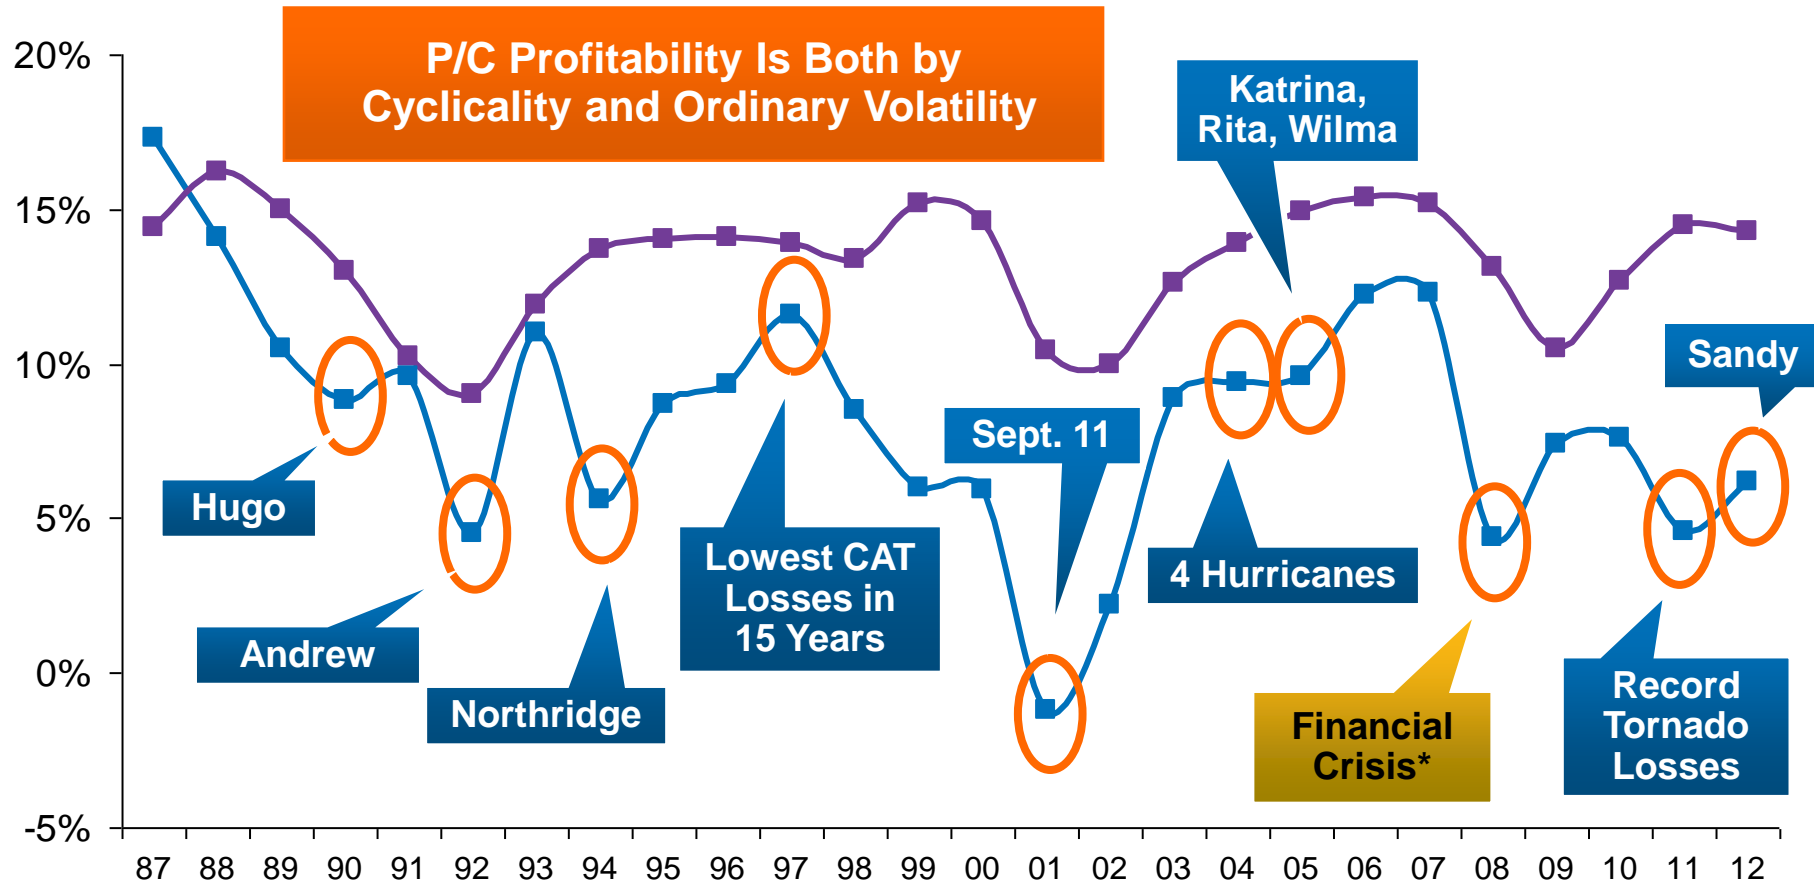 P/C Profitability Is Both by
Cyclicality and Ordinary Volatility
20%
15%
10%
5%
0%
-5%
Katrina,
Rita, Wilma
Sandy
Sept. 11
Hugo
Lowest CAT
Losses in
15 Years
4 Hurricanes
Andrew
Northridge
Financial
Crisis*
Record
Tornado
Losses
87 88 89 90 91 92 93 94 95 96 97 98 99 00 01 02 03 04 05 06 07 08 09 10 11 12